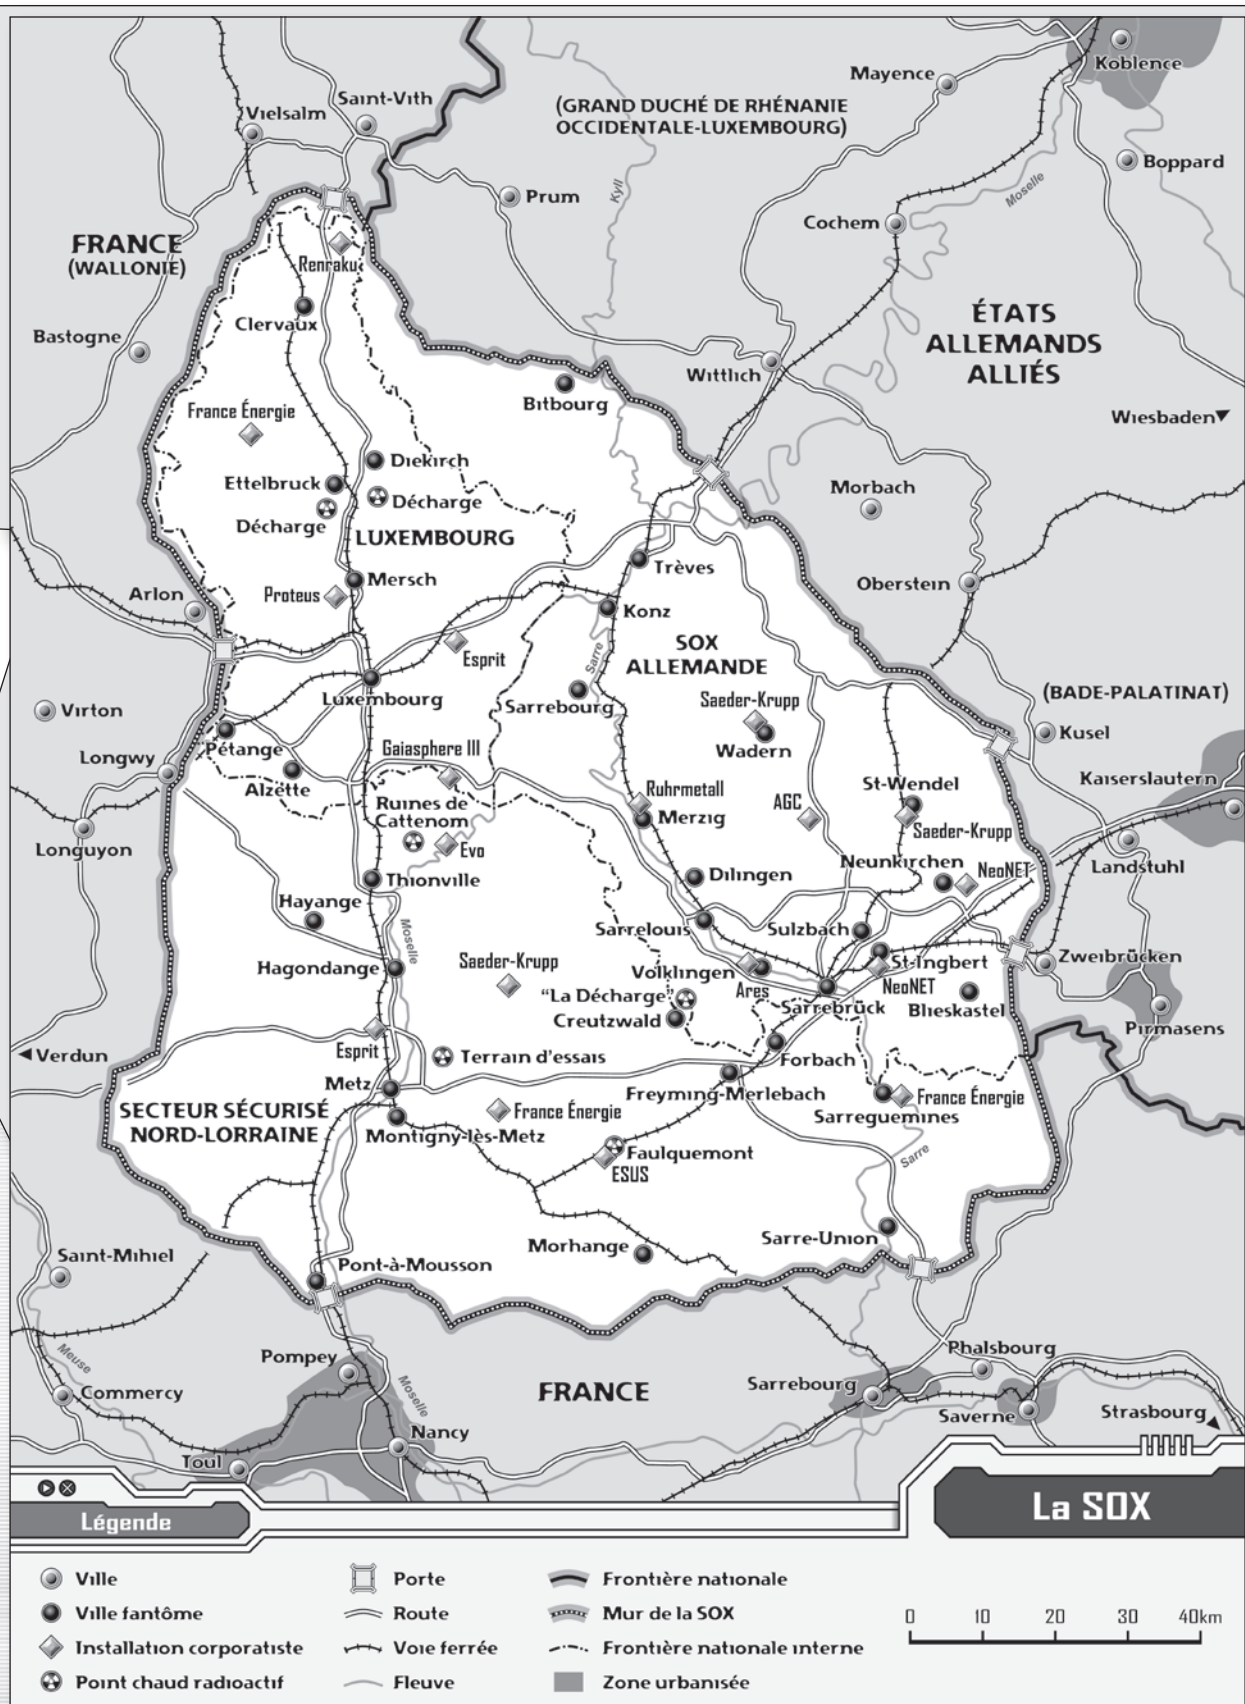 Koblence
Mayence
Saint-Vith
Vielsalm
(GRAND DUCHÉ DE RHÉNANIE
OCCIDENTALE-LUXEMBOURG)
Boppard
Kyll
Moselle
Prum
Cochem
FRANCE
(WALLONIE)
Renraku
Clervaux
Bastogne
ÉTATS
ALLEMANDS
ALLIÉS
Wittlich
Bitbourg
France Énergie
Wiesbaden
Diekirch
Ettelbruck
Décharge
Décharge
Morbach
LUXEMBOURG
Trèves
Mersch
Proteus
Arlon
Oberstein
Konz
SOX
ALLEMANDE
Esprit
Sarre
Luxembourg
Sarrebourg
Saeder-Krupp
Wadern
(BADE-PALATINAT)
Virton
Kusel
Pétange
Longwy
Gaiasphere III
Alzette
Kaiserslautern
Ruines de
Cattenom
Ruhrmetall
Merzig
AGC
St-Wendel
Saeder-Krupp
Longuyon
Evo
Landstuhl
Neunkirchen
NeoNET
Thionville
Dilingen
Hayange
Moselle
Sarrelouis
Sulzbach
Hagondange
Saeder-Krupp
Volklingen
Ares
St-Ingbert
NeoNET
Zweibrücken
"La Décharge"
Creutzwald
Sarrebrück
Blieskastel
Pirmasens
Verdun
Esprit
Terrain d'essais
Forbach
Metz
Freyming-Merlebach
SECTEUR SÉCURISÉ
NORD-LORRAINE
France Énergie
France Énergie
Sarreguemines
Montigny-lès-Metz
Faulquemont
ESUS
Sarre
Sarre-Union
Morhange
Saint-Mihiel
Pont-à-Mousson
Meuse
Pompey
Phalsbourg
Commercy
Moselle
FRANCE
Sarrebourg
Saverne
Strasbourg
Nancy
Toul
La SOX
Légende
Ville
Ville fantôme
Installation corporatiste
Point chaud radioactif
Porte
Route
Voie ferrée
Fleuve
Frontière nationale
Mur de la SOX
Frontière nationale interne
Zone urbanisée
0 10 20 30 40km